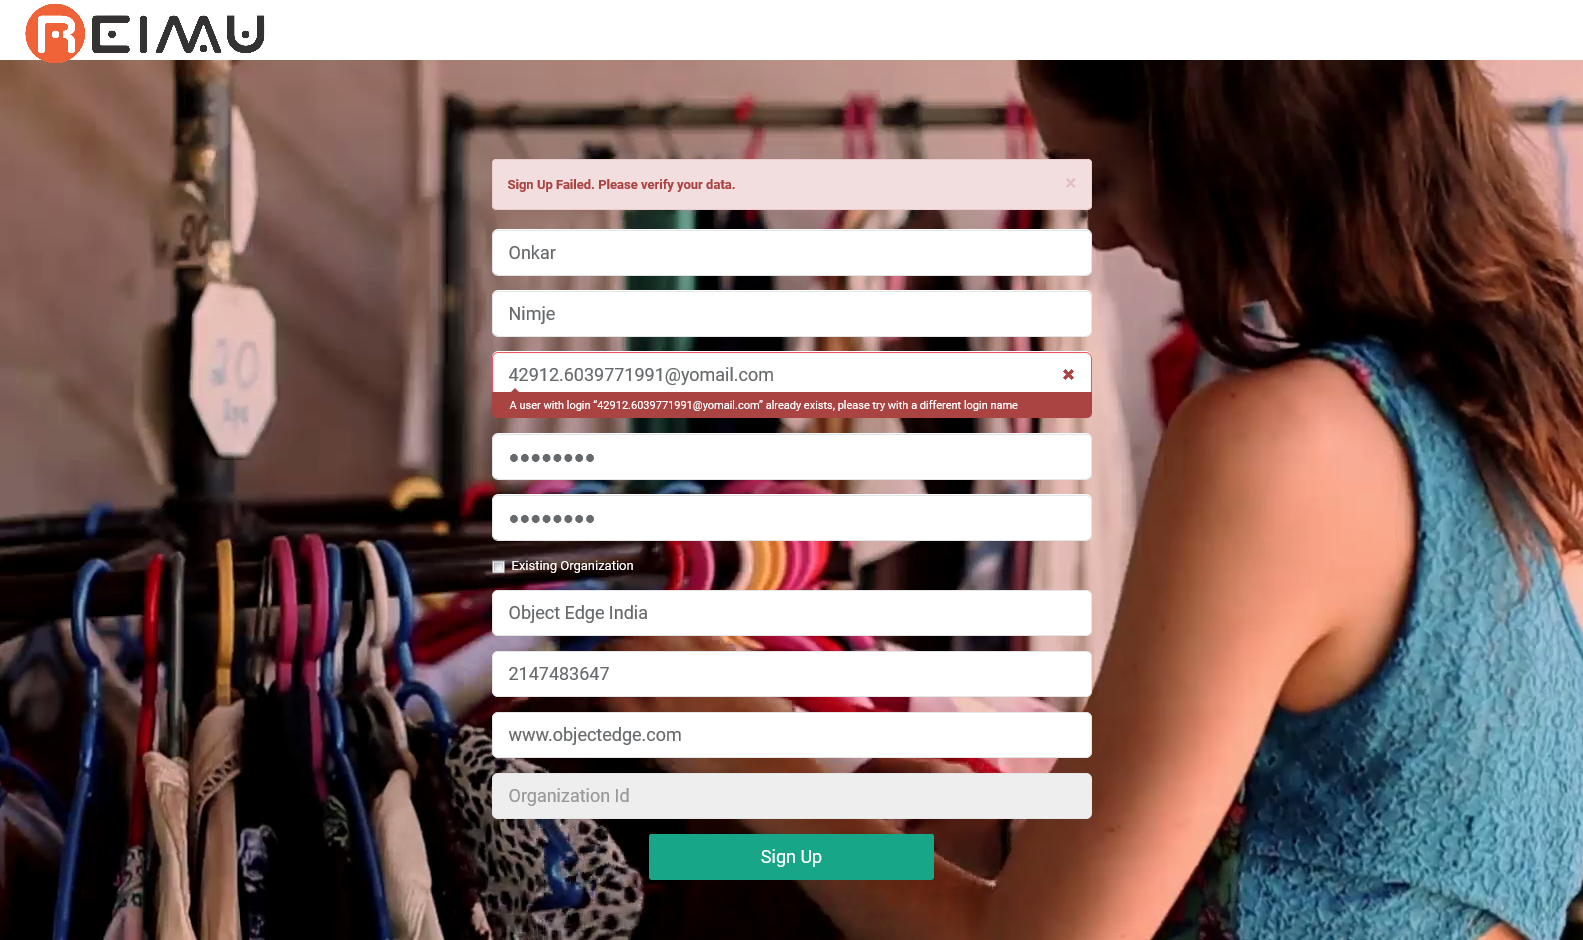 REIMU
Sign Up Failed. Please verify your data.
×
Onkar
Nimje
42912.6039771991@yomail.com
A user with login “42912.6039771991@yomail.com” already exists, please try with a different login name
●●●●●●●●
●●●●●●●●
Existing Organization
Object Edge India
2147483647
www.objectedge.com
Organization Id
Sign Up